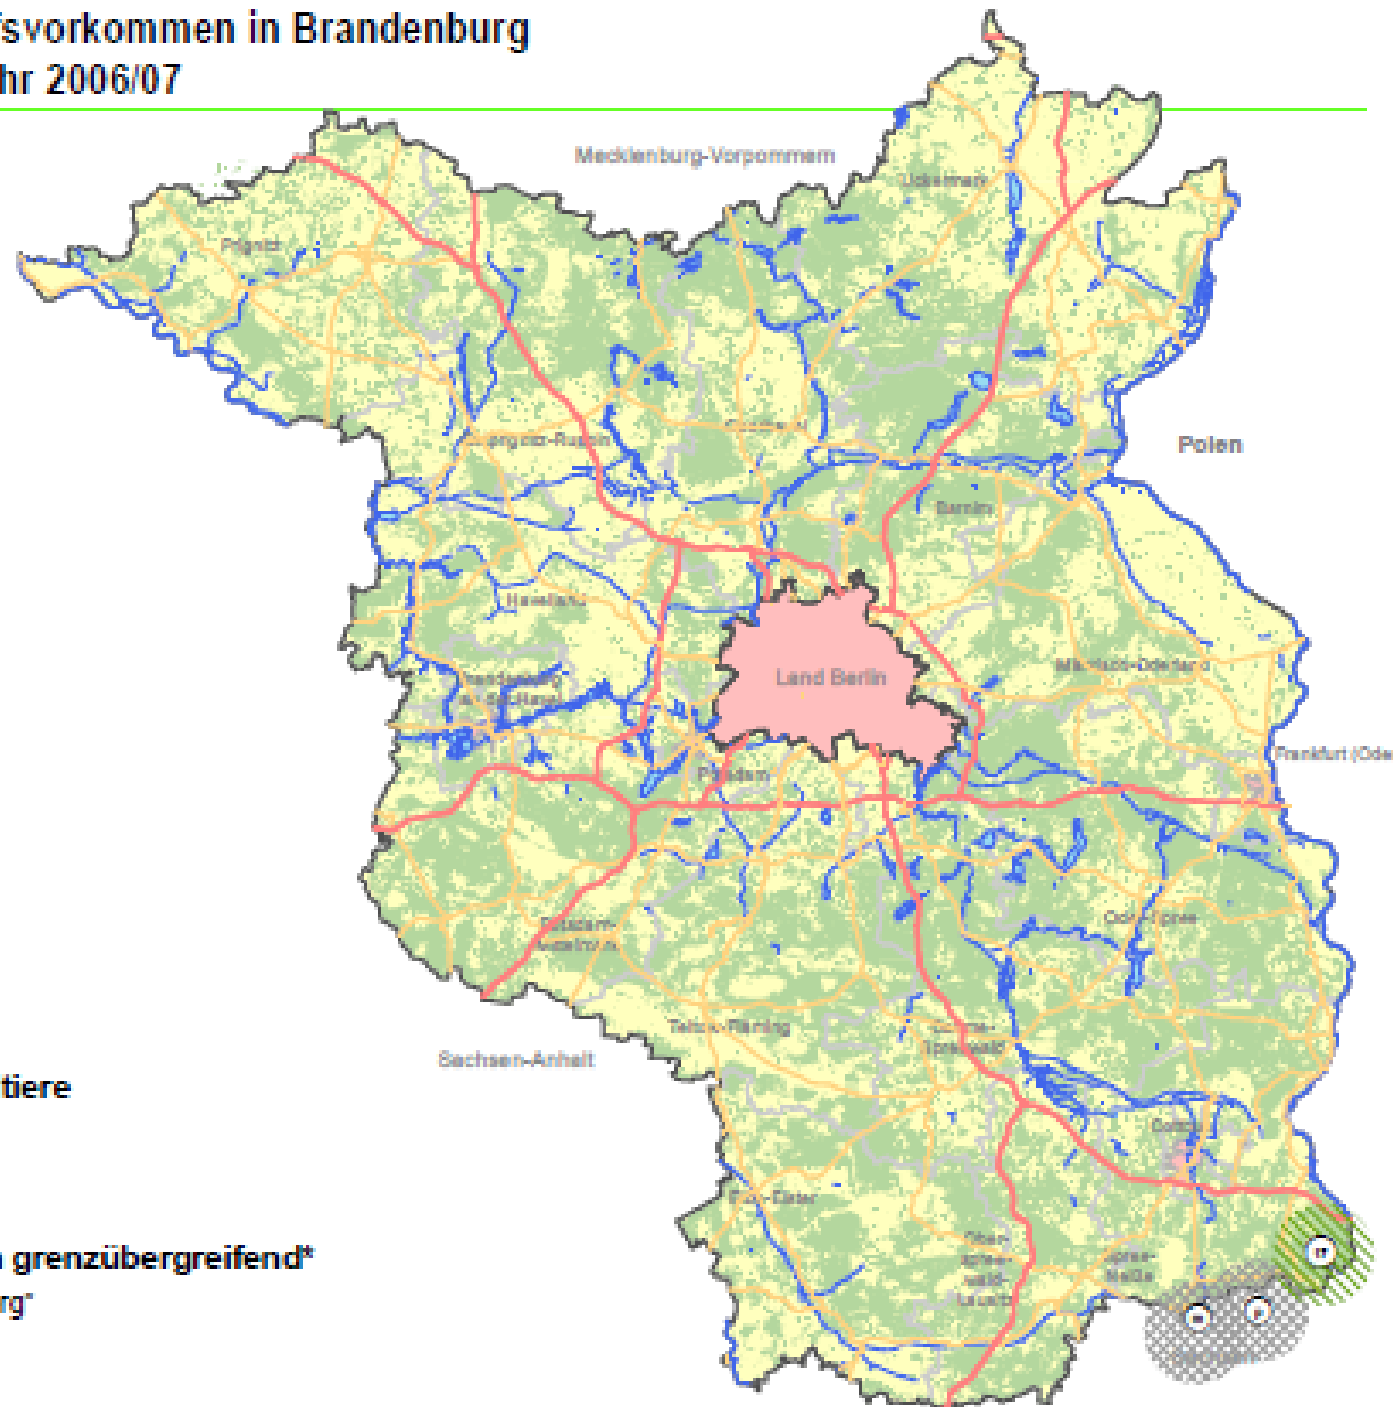 fsvorkommen in Brandenburg
hr 2006/07
Mecklenburg-Vorpommern
Uckermark
Prignitz
Polen
Barnim
Havelland
Land Berlin
Märkisch-Oderland
Frankfurt (Ode
Potsdam
Oder-Spree
Potsdam-
Teltow-Fläming
Dahme-
Spreewald
Sachsen-Anhalt
tiere
Cottbus
Elbe-Elster
Ober-
spree-
wald-
Lausitz
Spree-
Neiße
grenzübergreifend*
rg"